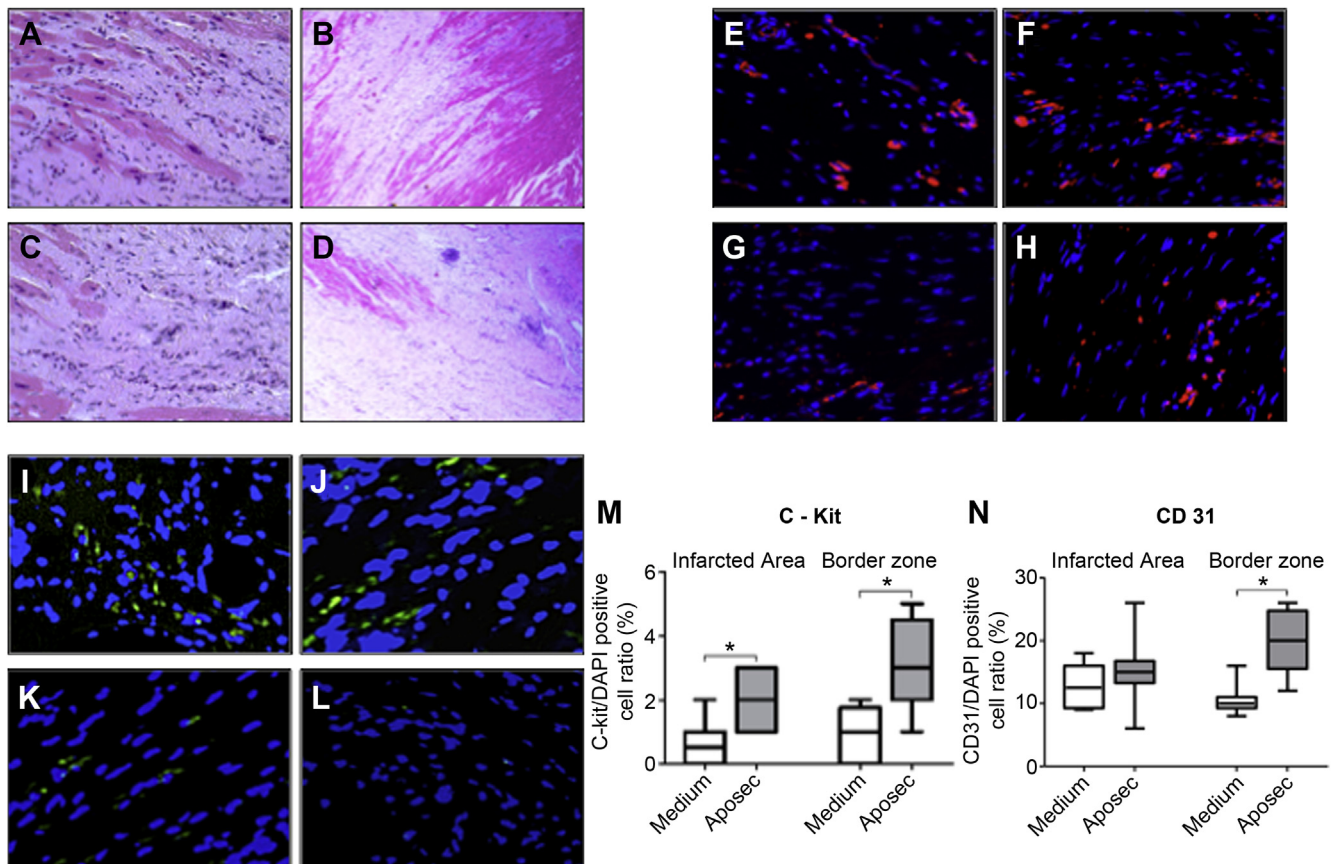 A
B
E
F
C
D
G
H
I
J
K
L
M
C - Kit
Infarcted Area
Border zone
C-kit/DAPI positive
cell ratio (%)
6
4
2
0
*
*
Medium
Aposec
Medium
Aposec
N
CD 31
Infarcted Area
Border zone
CD31/DAPI positive
cell ratio (%)
30
20
10
0
*
Medium
Aposec
Medium
Aposec